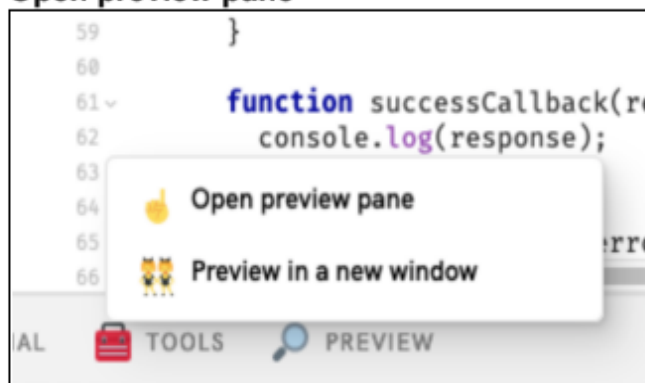 Open preview pane
59 }
60
61 function successCallback(re
62 console.log(response);
63
64 Open preview pane
65 erro
66 Preview in a new window
IAL TOOLS PREVIEW